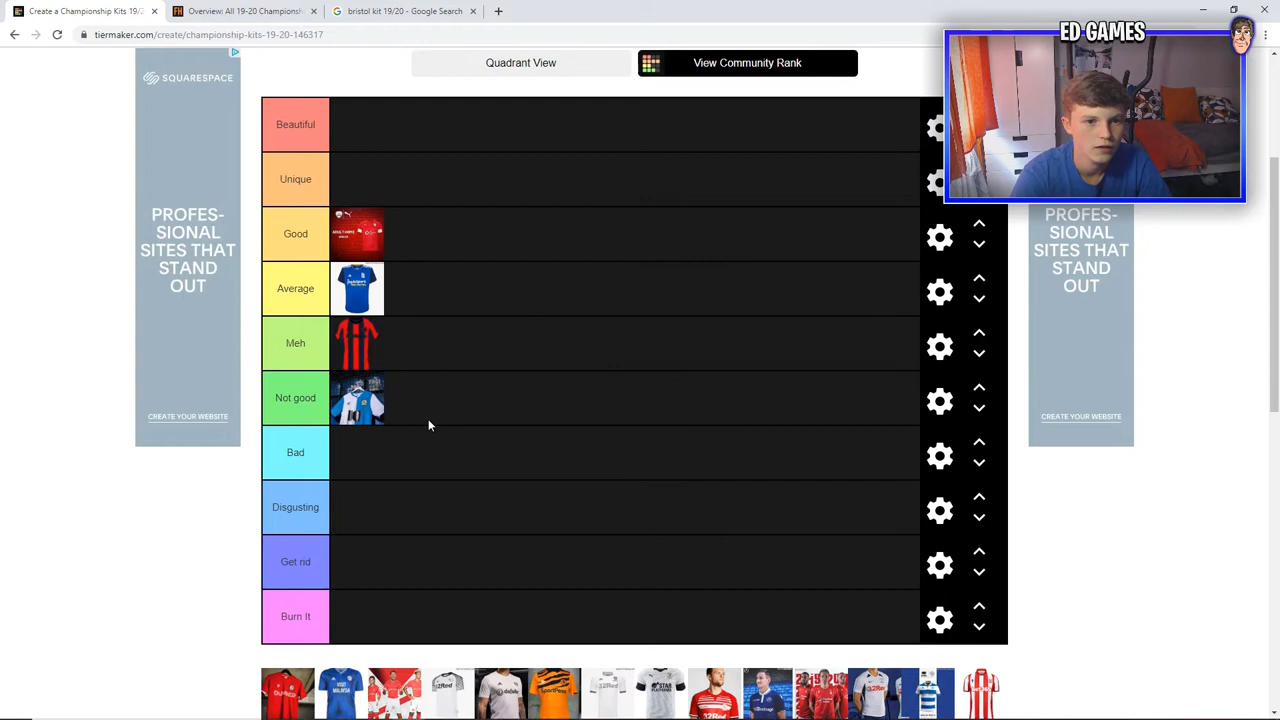 Create a Championship Kits 19/2
Overview: All 19-20 Championsh
bristol kit 19/20 - Google Search
tiermaker.com/create/championship-kits-19-20-146317
ED GAMES
Quadrant View
View Community Rank
SQUARESPACE
PROFES-
SIONAL
SITES THAT
STAND
OUT
CREATE YOUR WEBSITE
Beautiful
Unique
Good
Average
Meh
Not good
Bad
Disgusting
Get rid
Burn It
PROFES-
SIONAL
SITES THAT
STAND
OUT
CREATE YOUR WEBSITE
VISIT
MALAYSIA
32Red